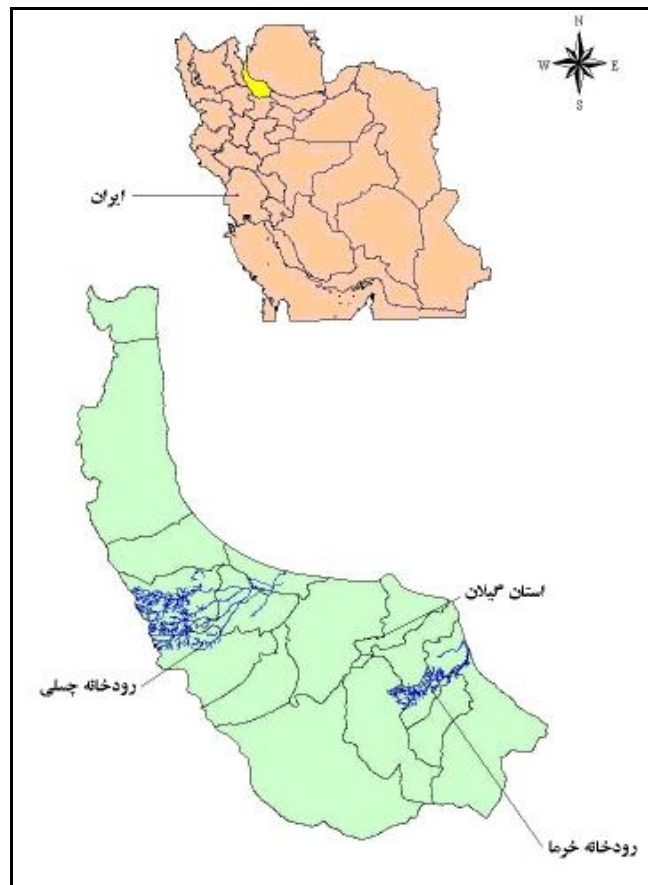 N
W E
S
ایران
استان گیلان
رودخانه چسلی
رودخانه خرما